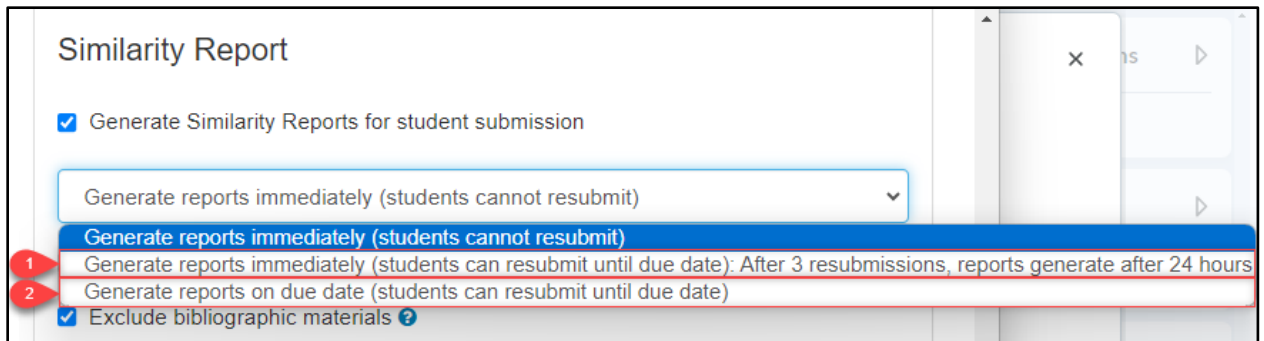 Similarity Report
ns
Generate Similarity Reports for student submission
Generate reports immediately (students cannot resubmit)
Generate reports immediately (students cannot resubmit)
1 Generate reports immediately (students can resubmit until due date): After 3 resubmissions, reports generate after 24 hours
2 Generate reports on due date (students can resubmit until due date)
Exclude bibliographic materials